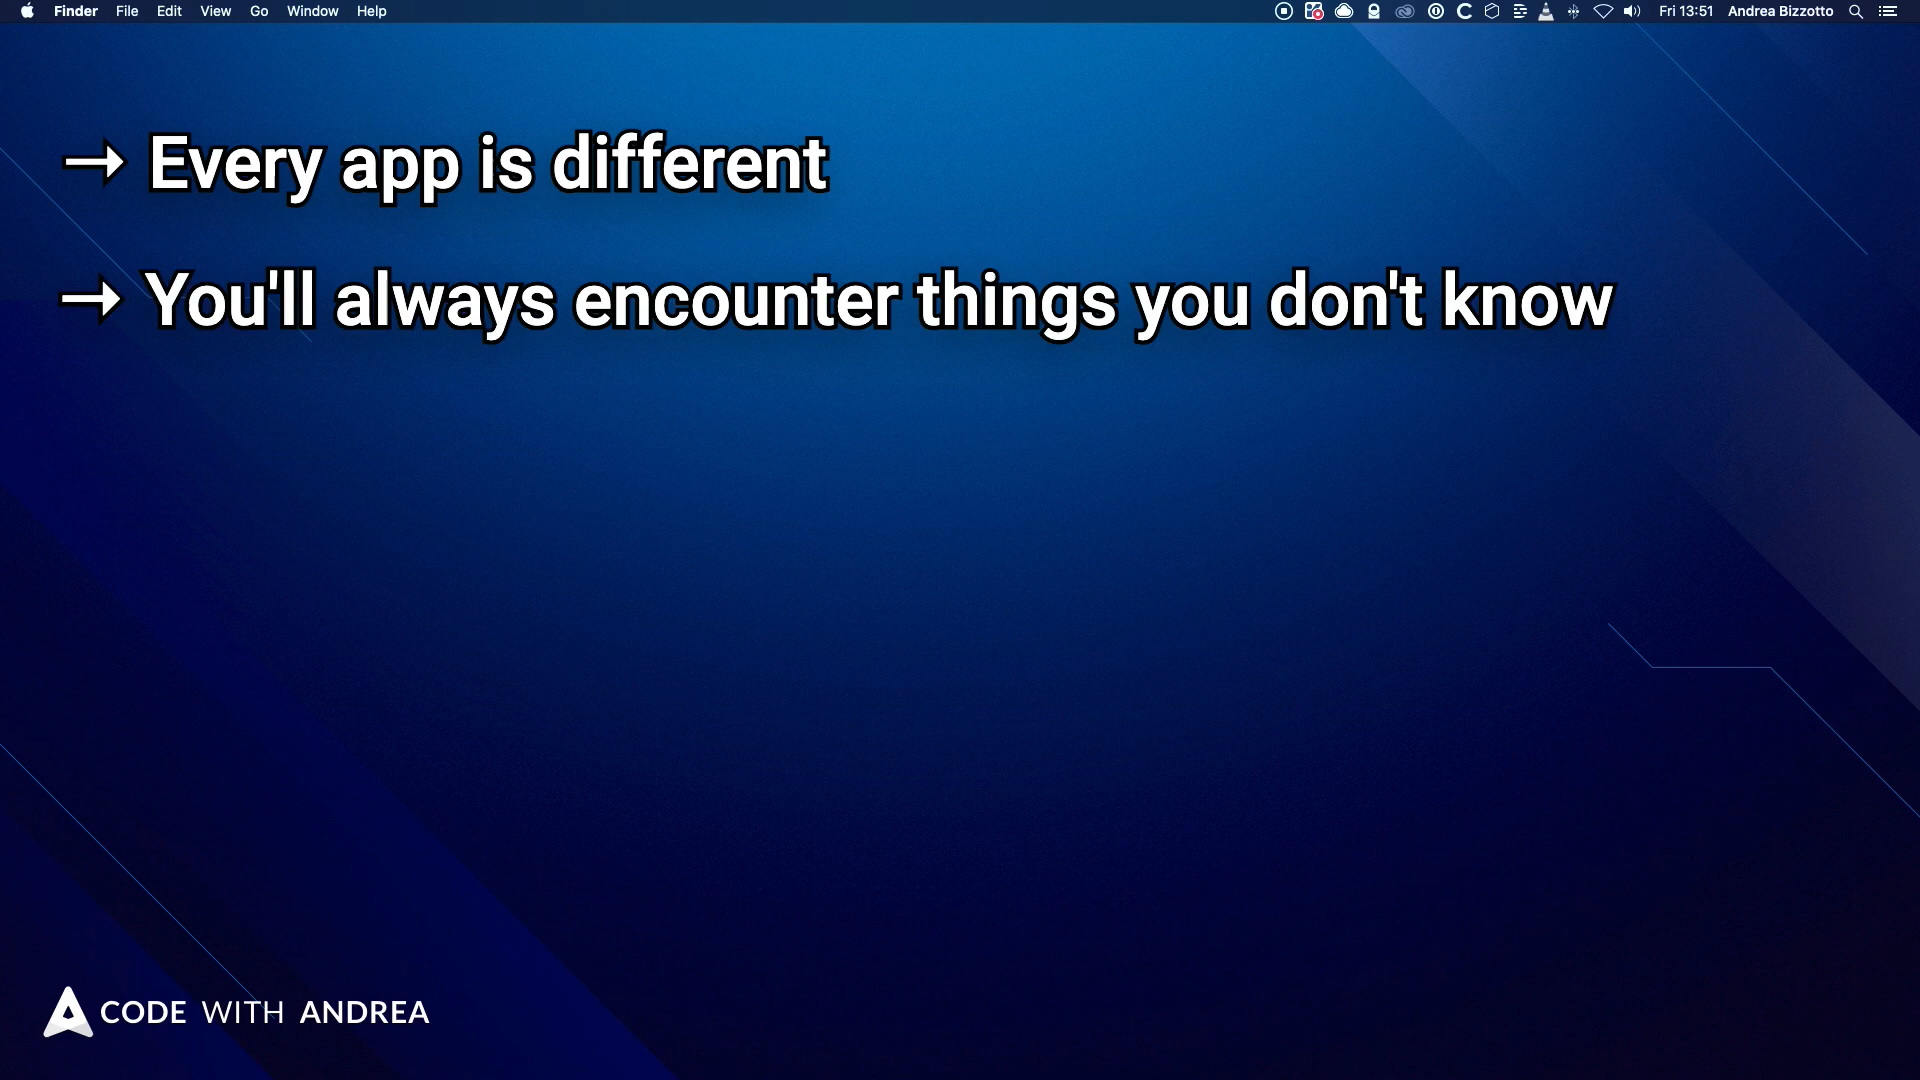 Finder File Edit View Go Window Help Fri 13:51 Andrea Bizzotto
→ Every app is different
→ You'll always encounter things you don't know
CODE WITH ANDREA